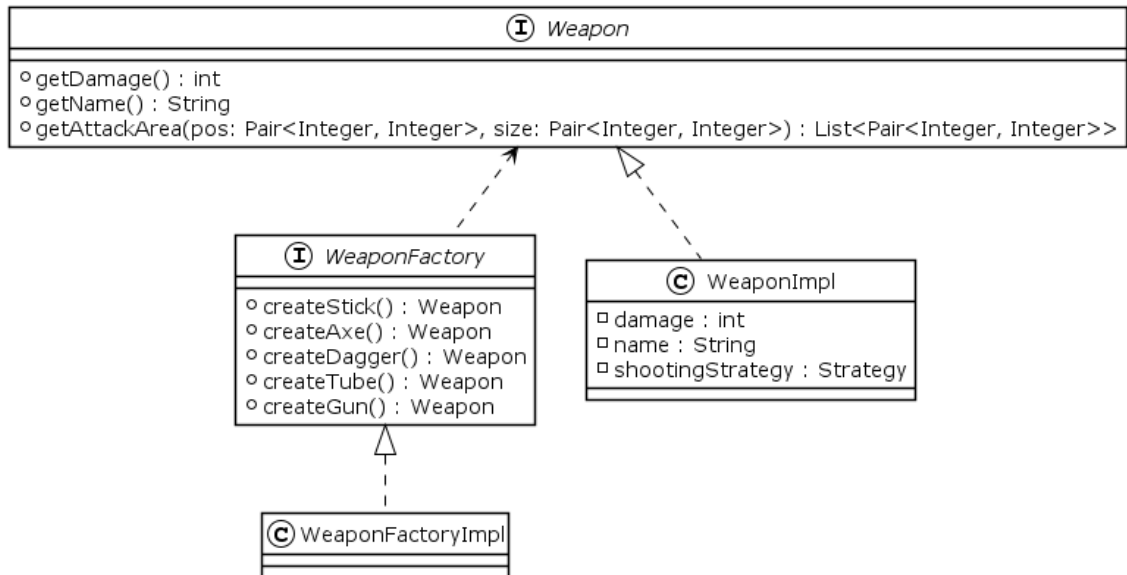 I Weapon
getDamage() : int
getName() : String
getAttackArea(pos: Pair<Integer, Integer>, size: Pair<Integer, Integer>) : List<Pair<Integer, Integer>>
I WeaponFactory
createStick() : Weapon
createAxe() : Weapon
createDagger() : Weapon
createTube() : Weapon
createGun() : Weapon
C WeaponImpl
damage : int
name : String
shootingStrategy : Strategy
C WeaponFactoryImpl